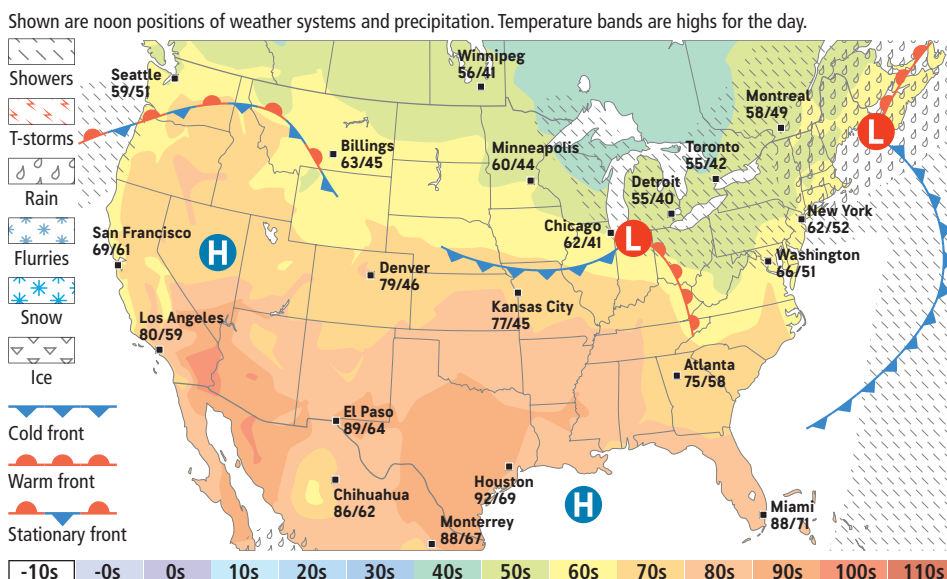 Shown are noon positions of weather systems and precipitation. Temperature bands are highs for the day.
Showers
T-storms
Rain
Flurries
Snow
Ice
Cold front
Warm front
Stationary front
Winnipeg
56/41
Seattle
59/51
Montreal
58/49
L
Billings
63/45
Minneapolis
60/44
Toronto
55/42
Detroit
55/40
New York
62/52
San Francisco
69/61
H
Chicago
62/41
L
Washington
66/51
Denver
79/46
Kansas City
77/45
Los Angeles
80/59
Atlanta
75/58
El Paso
89/64
Chihuahua
86/62
Houston
92/69
H
Miami
88/71
Monterrey
88/67
-10s -0s 0s 10s 20s 30s 40s 50s 60s 70s 80s 90s 100s 110s